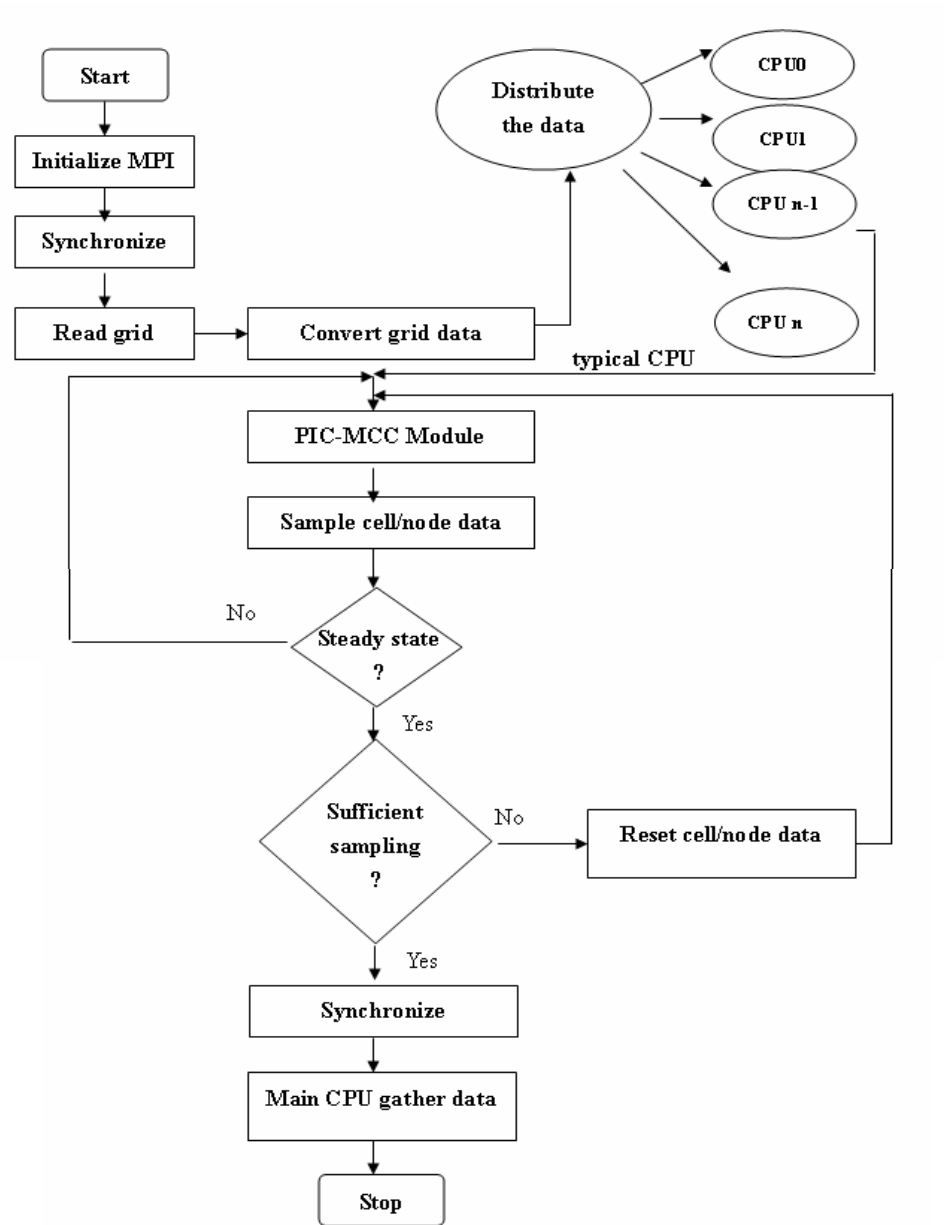 Start
Initialize MPI
Synchronize
Read grid
Convert grid data
Distribute
the data
CPU0
CPU1
CPU n-1
CPU n
typical CPU
PIC-MCC Module
Sample cell/node data
Steady state
?
No
Yes
Sufficient
sampling
?
No
Reset cell/node data
Yes
Synchronize
Main CPU gather data
Stop